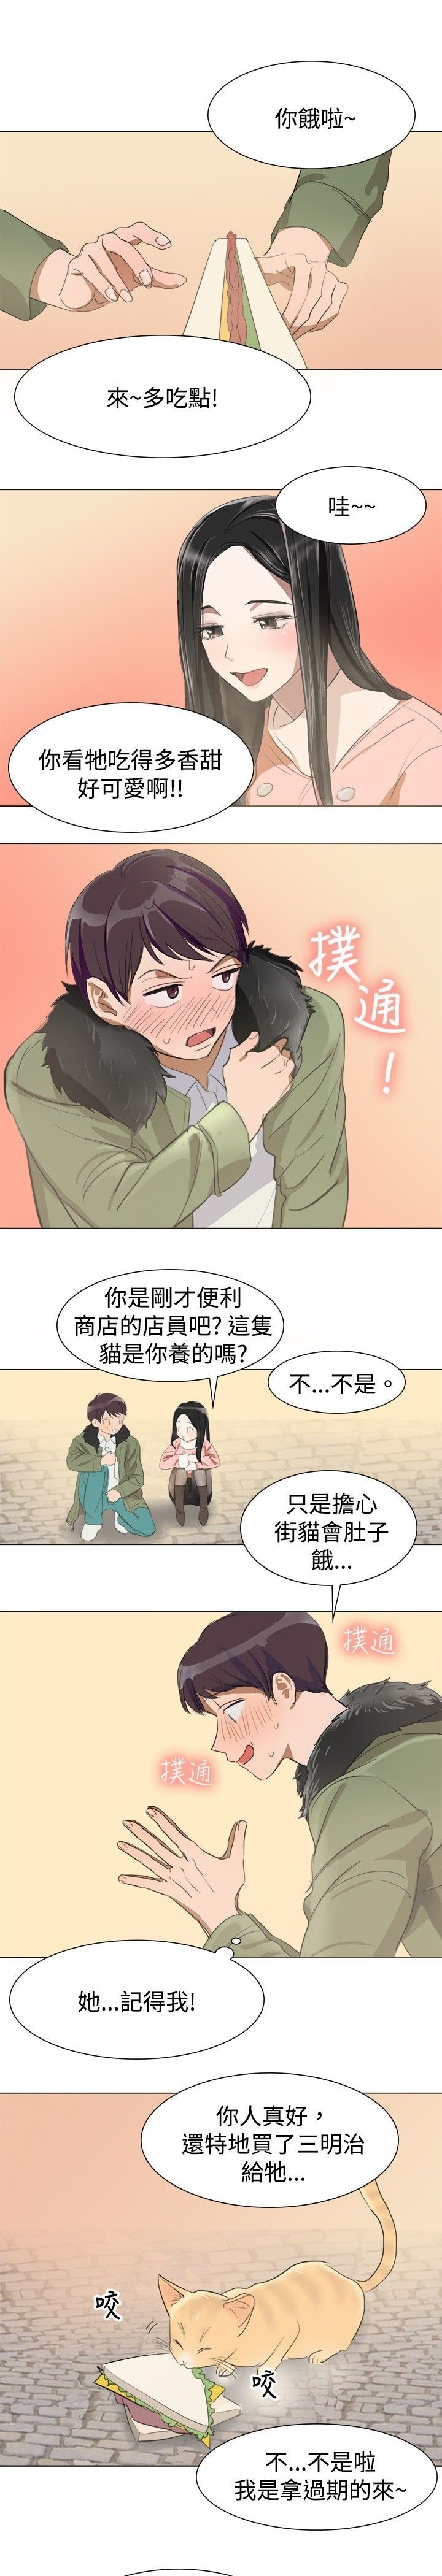 你餓啦~
來~多吃點!
哇~~
你看牠吃得多香甜
好可愛啊!!
撲通!
你是剛才便利
商店的店員吧? 這隻
貓是你養的嗎?
不...不是。
只是擔心
街貓會肚子
餓...
撲通
撲通
她...記得我!
你人真好，
還特地買了三明治
給牠...
咬
咬
不...不是啦
我是拿過期的來~